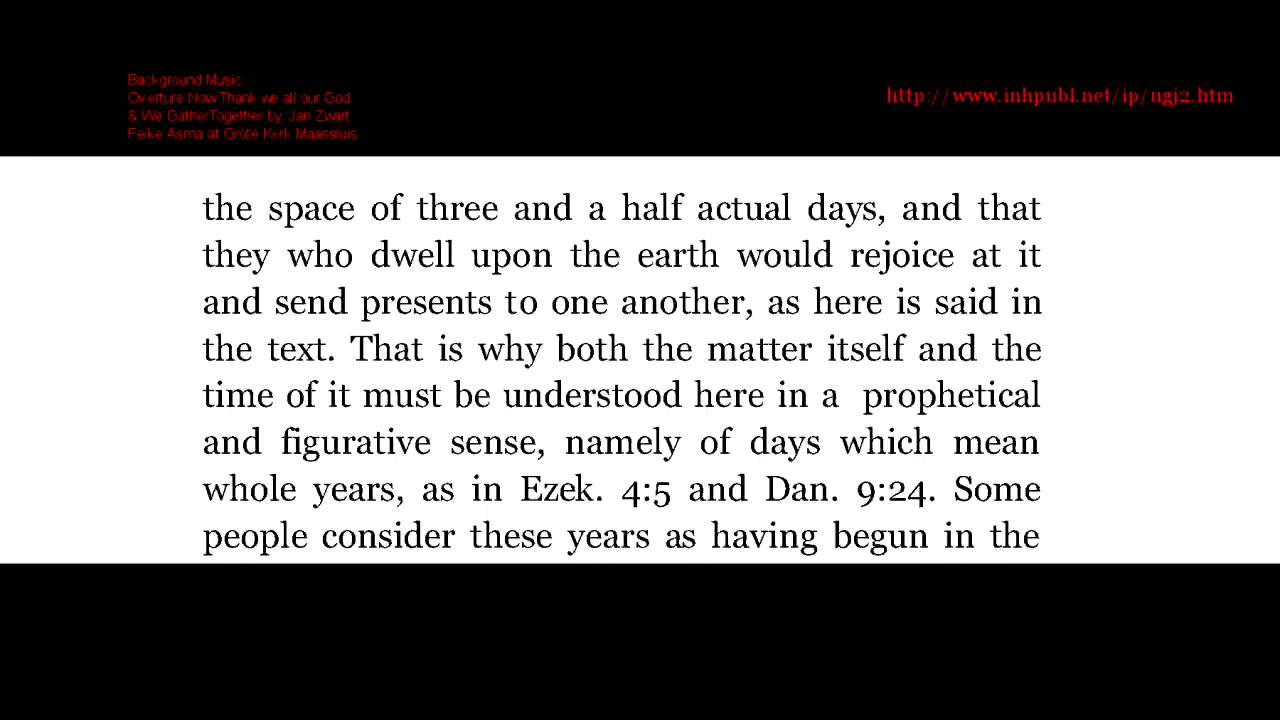 Background Music
Overture Now Thank we all our God
& We GatherTogether by Jan Zwart
Feike Asma at Grote Kerk Maassluis
http://www.inhpubl.net/ip/ngj2.htm
the space of three and a half actual days, and that
they who dwell upon the earth would rejoice at it
and send presents to one another, as here is said in
the text. That is why both the matter itself and the
time of it must be understood here in a prophetical
and figurative sense, namely of days which mean
whole years, as in Ezek. 4:5 and Dan. 9:24. Some
people consider these years as having begun in the